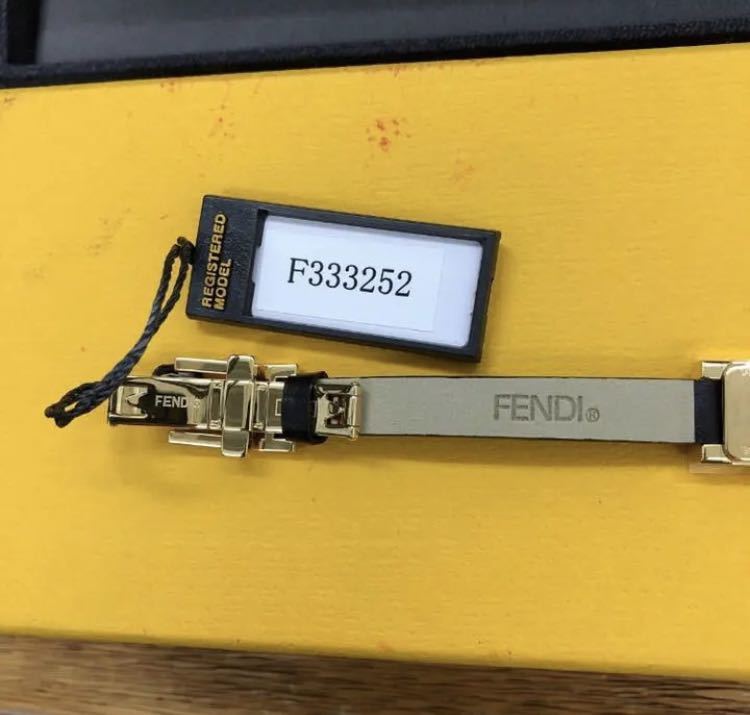 REGISTERED
MODEL
F333252
FENDI
FENDI®